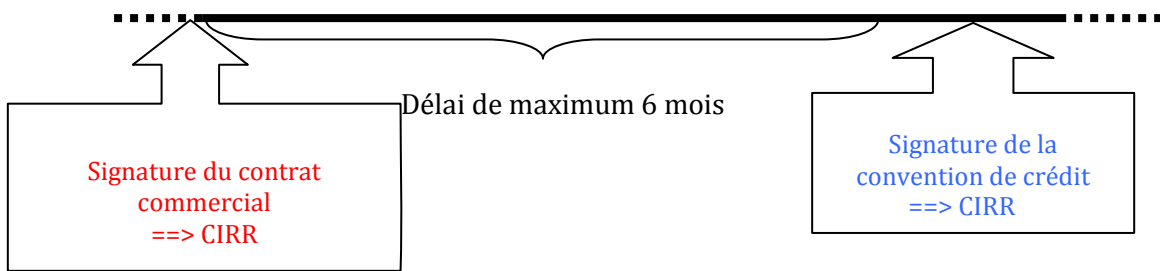 Délai de maximum 6 mois
Signature du contrat
commercial
==> CIRR
Signature de la
convention de crédit
==> CIRR